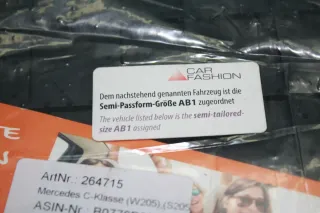 CAR
FASHION
Dem nachstehend genannten Fahrzeug ist die
Semi-Passform-Größe AB1 zugeordnet
The vehicle listed below is the semi-tailored-
size AB1 assigned
ArtNr.: 264715
Mercedes C-Klasse (W205) (S205
ASIN-Nr.: